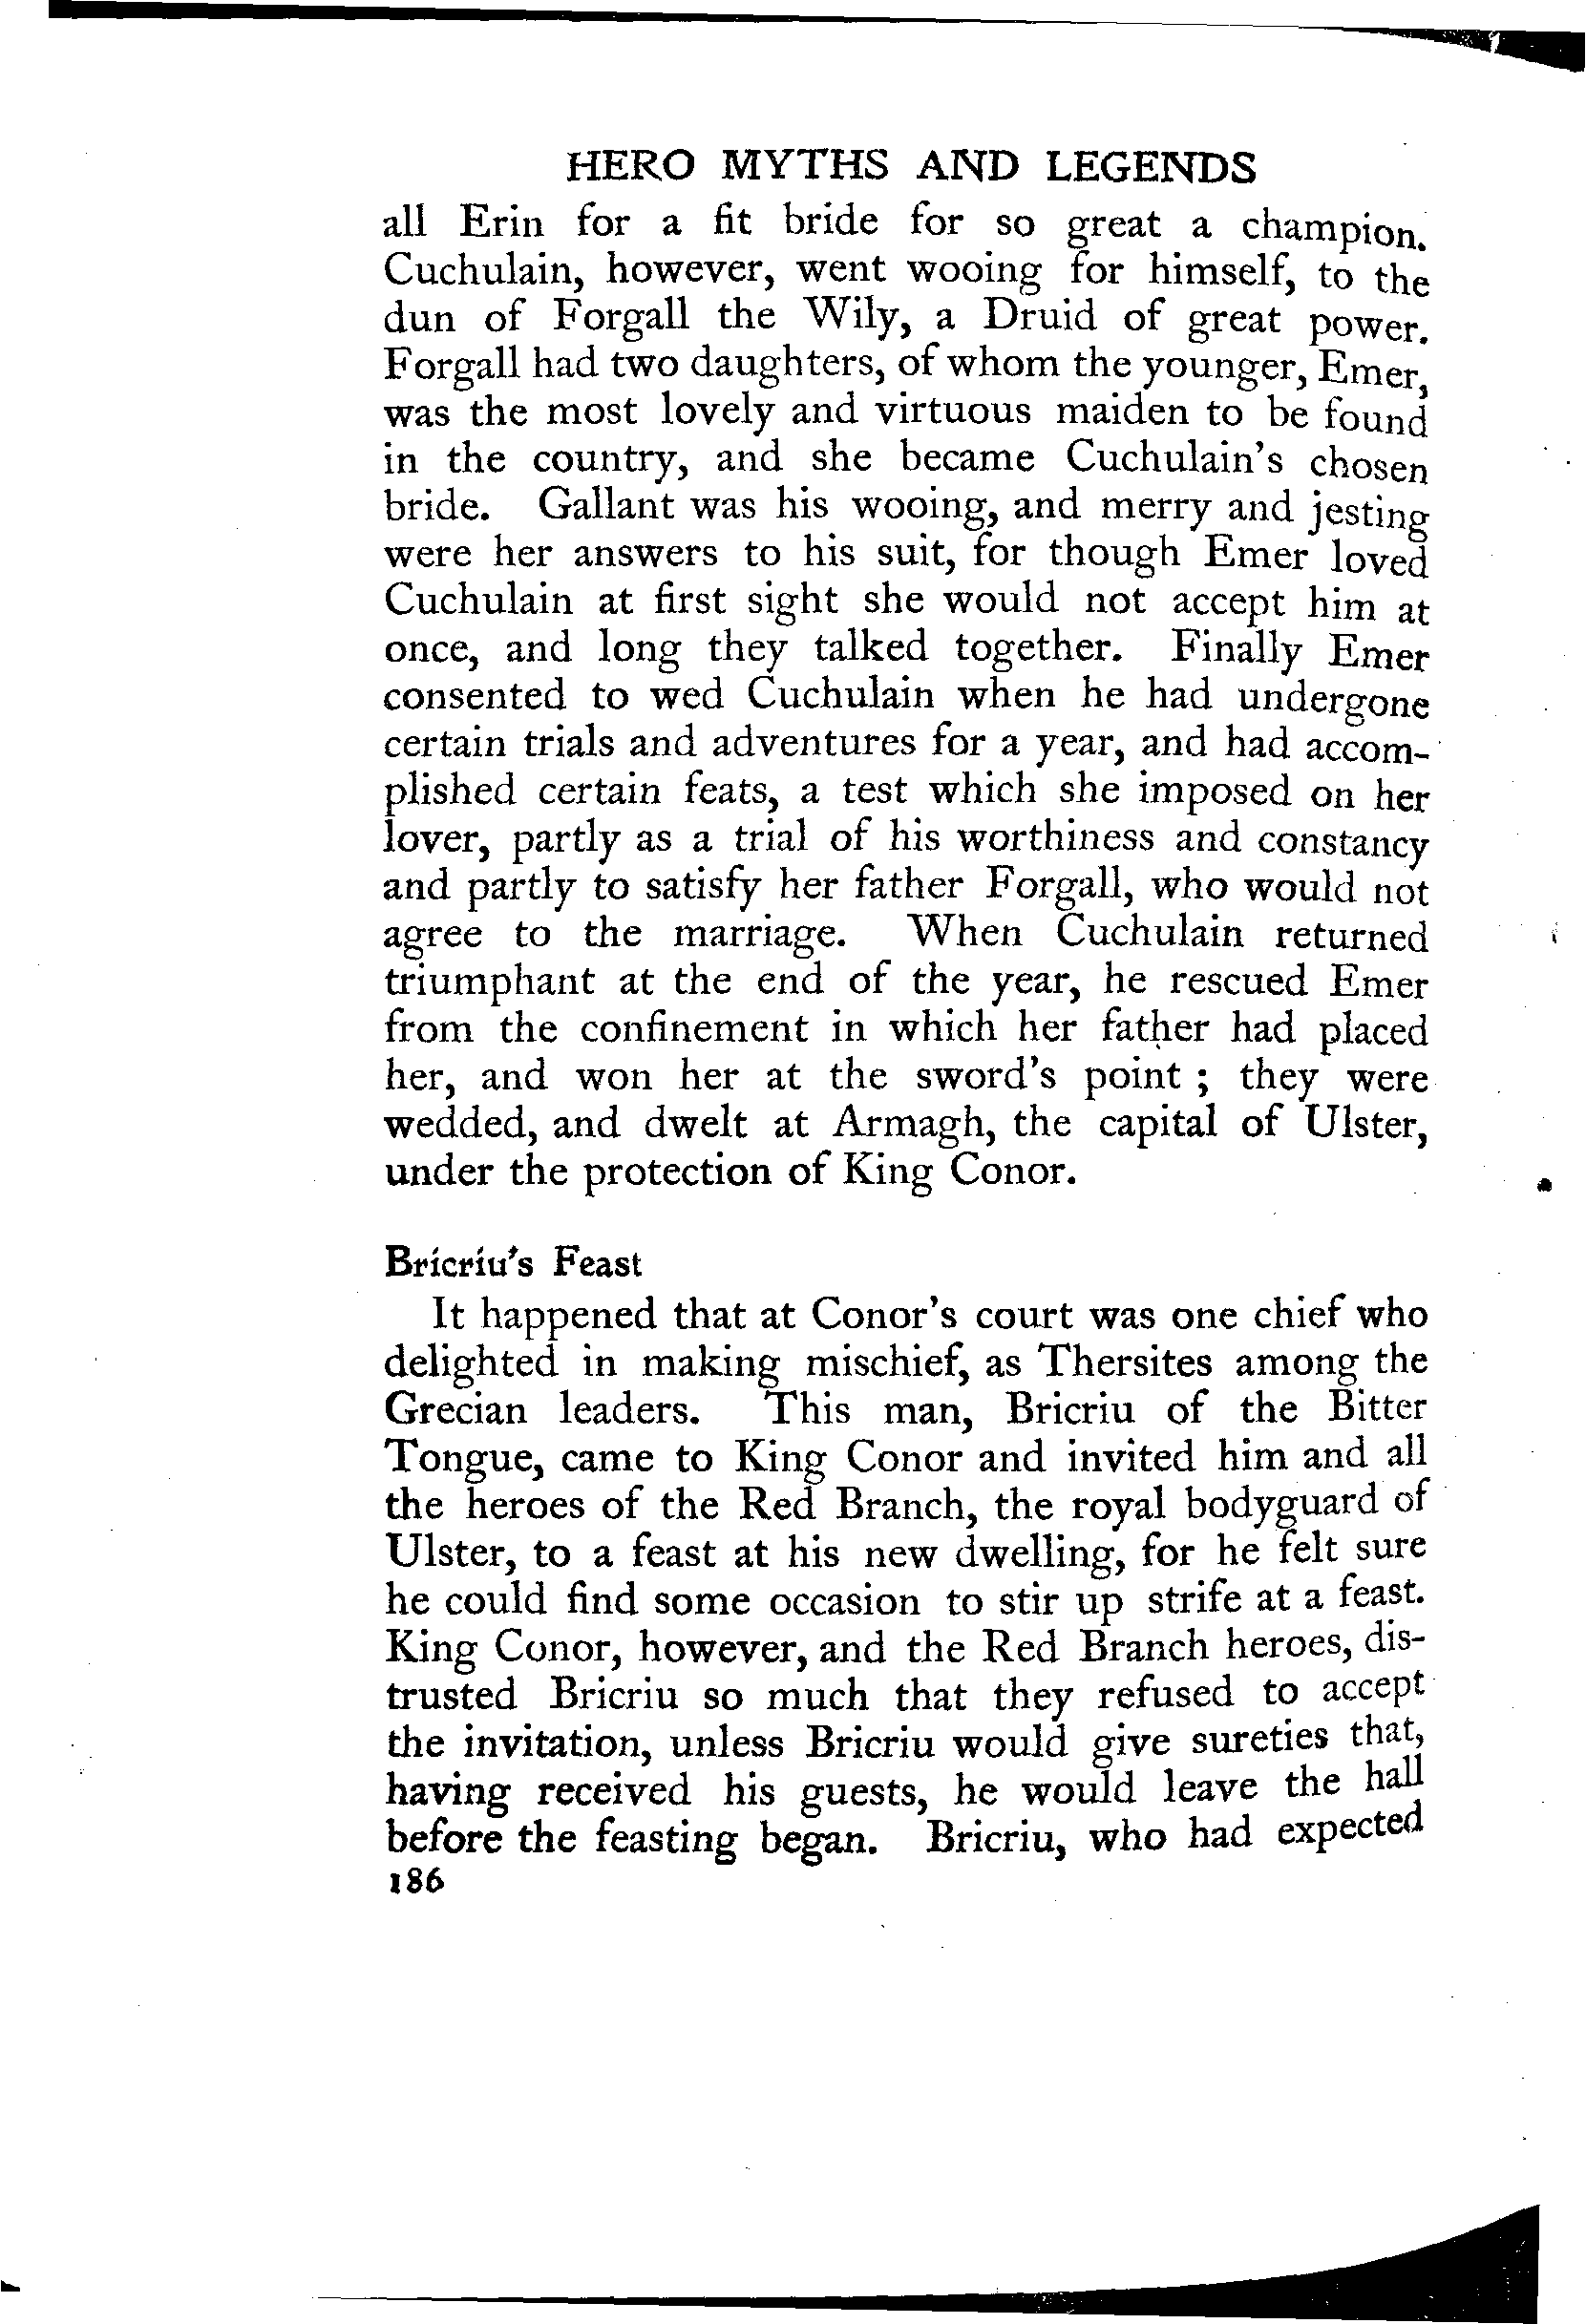 HERO MYTHS AND LEGENDS
all Erin for a fit bride for so great a champion.
Cuchulain, however, went wooing for himself, to the
dun of Forgall the Wily, a Druid of great power.
Forgall had two daughters, of whom the younger, Emer,
was the most lovely and virtuous maiden to be found
in the country, and she became Cuchulain's chosen
bride. Gallant was his wooing, and merry and jesting
were her answers to his suit, for though Emer loved
Cuchulain at first sight she would not accept him at
once, and long they talked together. Finally Emer
consented to wed Cuchulain when he had undergone
certain trials and adventures for a year, and had accom-
plished certain feats, a test which she imposed on her
lover, partly as a trial of his worthiness and constancy
and partly to satisfy her father Forgall, who would not
agree to the marriage. When Cuchulain returned
triumphant at the end of the year, he rescued Emer
from the confinement in which her father had placed
her, and won her at the sword's point ; they were
wedded, and dwelt at Armagh, the capital of Ulster,
under the protection of King Conor.
Bricriu's Feast
It happened that at Conor's court was one chief who
delighted in making mischief, as Thersites among the
Grecian leaders. This man, Bricriu of the Bitter
Tongue, came to King Conor and invited him and all
the heroes of the Red Branch, the royal bodyguard of
Ulster, to a feast at his new dwelling, for he felt sure
he could find some occasion to stir up strife at a feast.
King Conor, however, and the Red Branch heroes, dis-
trusted Bricriu so much that they refused to accept
the invitation, unless Bricriu would give sureties that,
having received his guests, he would leave the hall
before the feasting began. Bricriu, who had expected
186